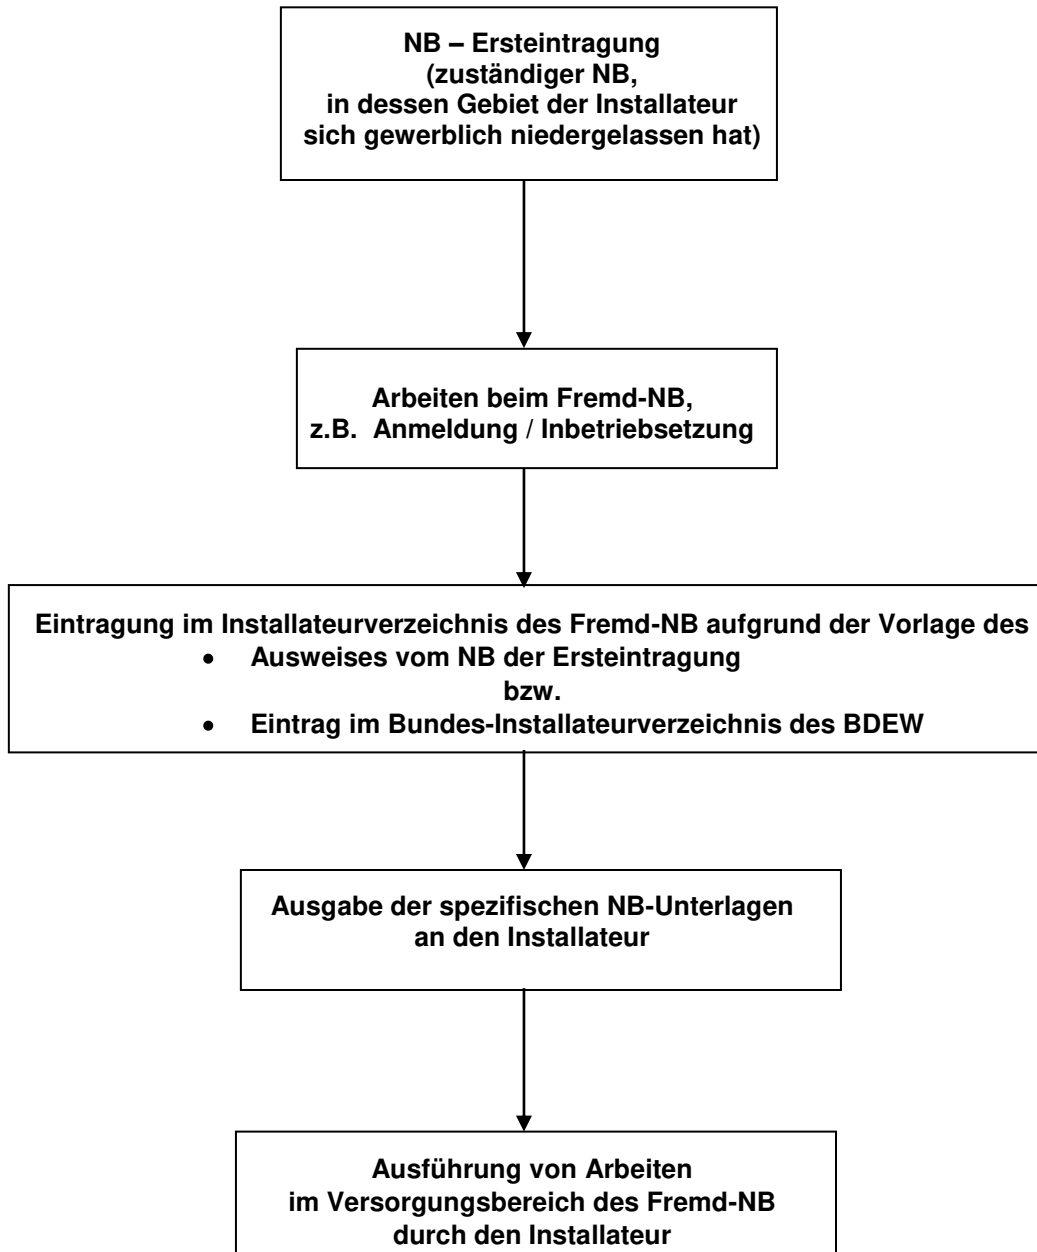 NB – Ersteintragung
(zuständiger NB,
in dessen Gebiet der Installateur
sich gewerblich niedergelassen hat)
Arbeiten beim Fremd-NB,
z.B. Anmeldung / Inbetriebsetzung
Eintragung im Installateurverzeichnis des Fremd-NB aufgrund der Vorlage des
• Ausweises vom NB der Ersteintragung
bzw.
• Eintrag im Bundes-Installateurverzeichnis des BDEW
Ausgabe der spezifischen NB-Unterlagen
an den Installateur
Ausführung von Arbeiten
im Versorgungsbereich des Fremd-NB
durch den Installateur